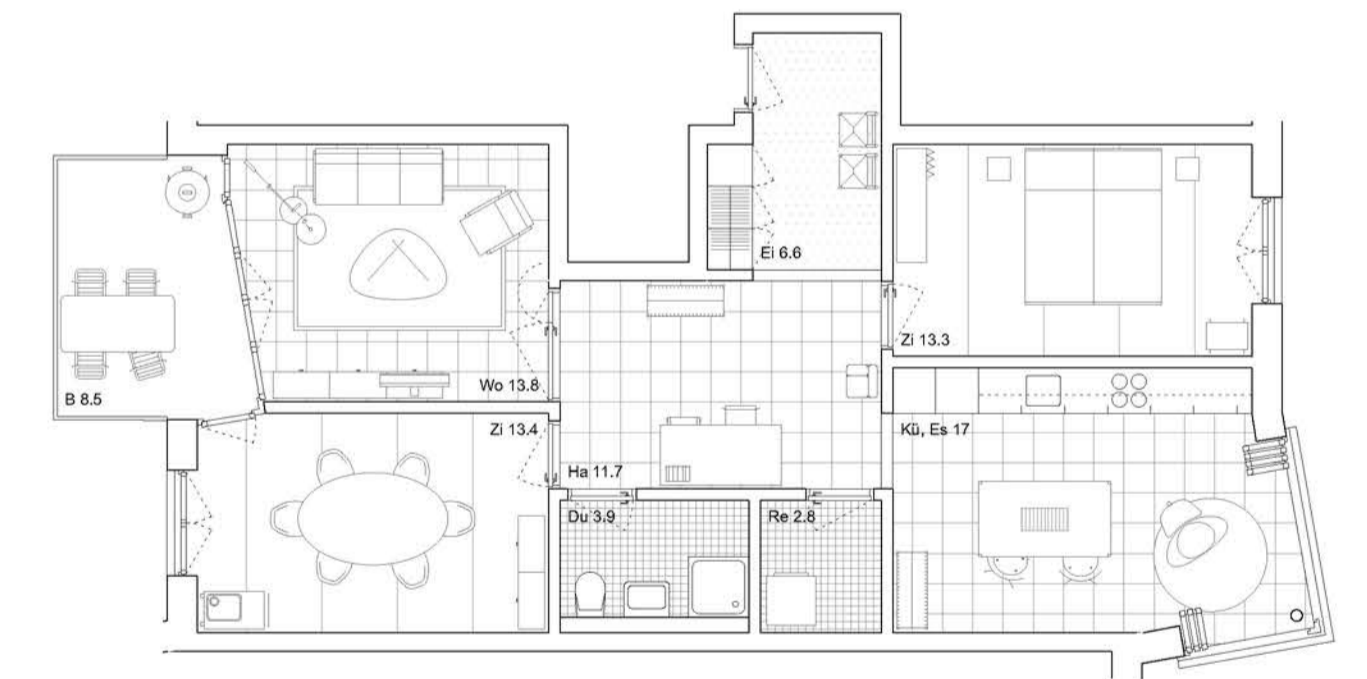 Ei 6.6
Zi 13.3
Wo 13.8
B 8.5
Zi 13.4
Kü, Es 17
Ha 11.7
Du 3.9
Re 2.8